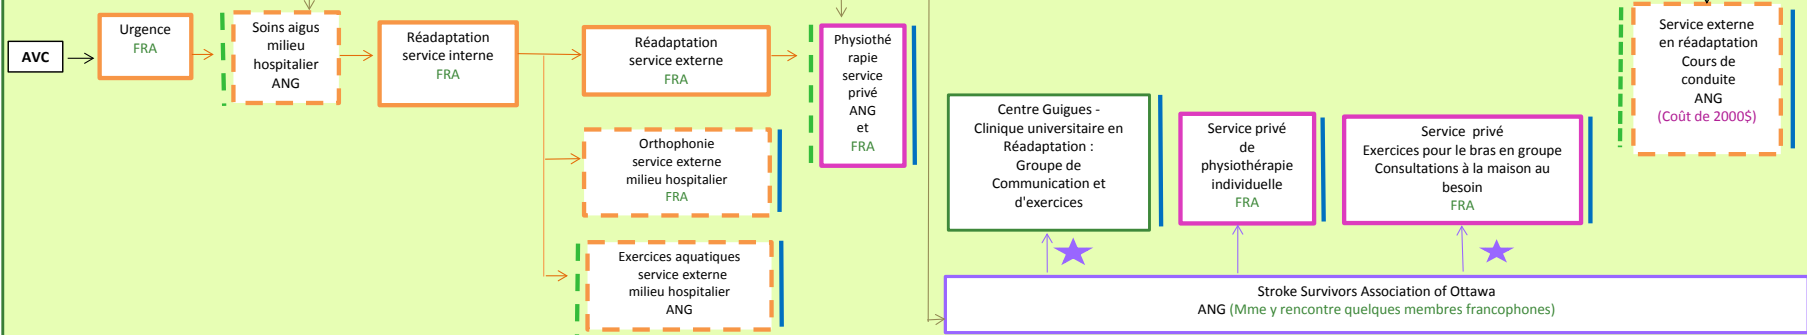 AVC
Urgence
FRA
Soins aigus
milieu
hospitalier
ANG
Réadaptation
service interne
FRA
Réadaptation
service externe
FRA
Orthophonie
service externe
milieu hospitalier
FRA
Exercices aquatiques
service externe
milieu hospitalier
ANG
Physiothé
rapie
service
privé
ANG
et
FRA
Centre Guigues -
Clinique universitaire en
Réadaptation :
Groupe de
Communication et
d'exercices
Service privé
de
physiothérapie
individuelle
FRA
Service privé
Exercices pour le bras en groupe
Consultations à la maison au
besoin
FRA
Service externe
en réadaptation
Cours de
conduite
ANG
(Coût de 2000$)
Stroke Survivors Association of Ottawa
ANG (Mme y rencontre quelques membres francophones)